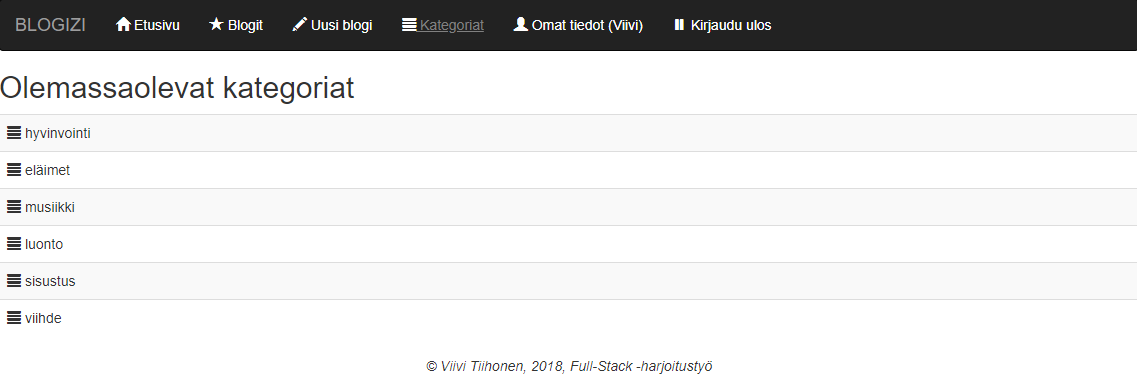 BLOGIZI Etusivu Blogit Uusi blogi Kategoriat Omat tiedot (Viivi) Kirjaudu ulos
Olemassaolevat kategoriat
hyvinvointi
eläimet
musiikki
luonto
sisustus
viihde
© Viivi Tiihonen, 2018, Full-Stack -harjoitustyö